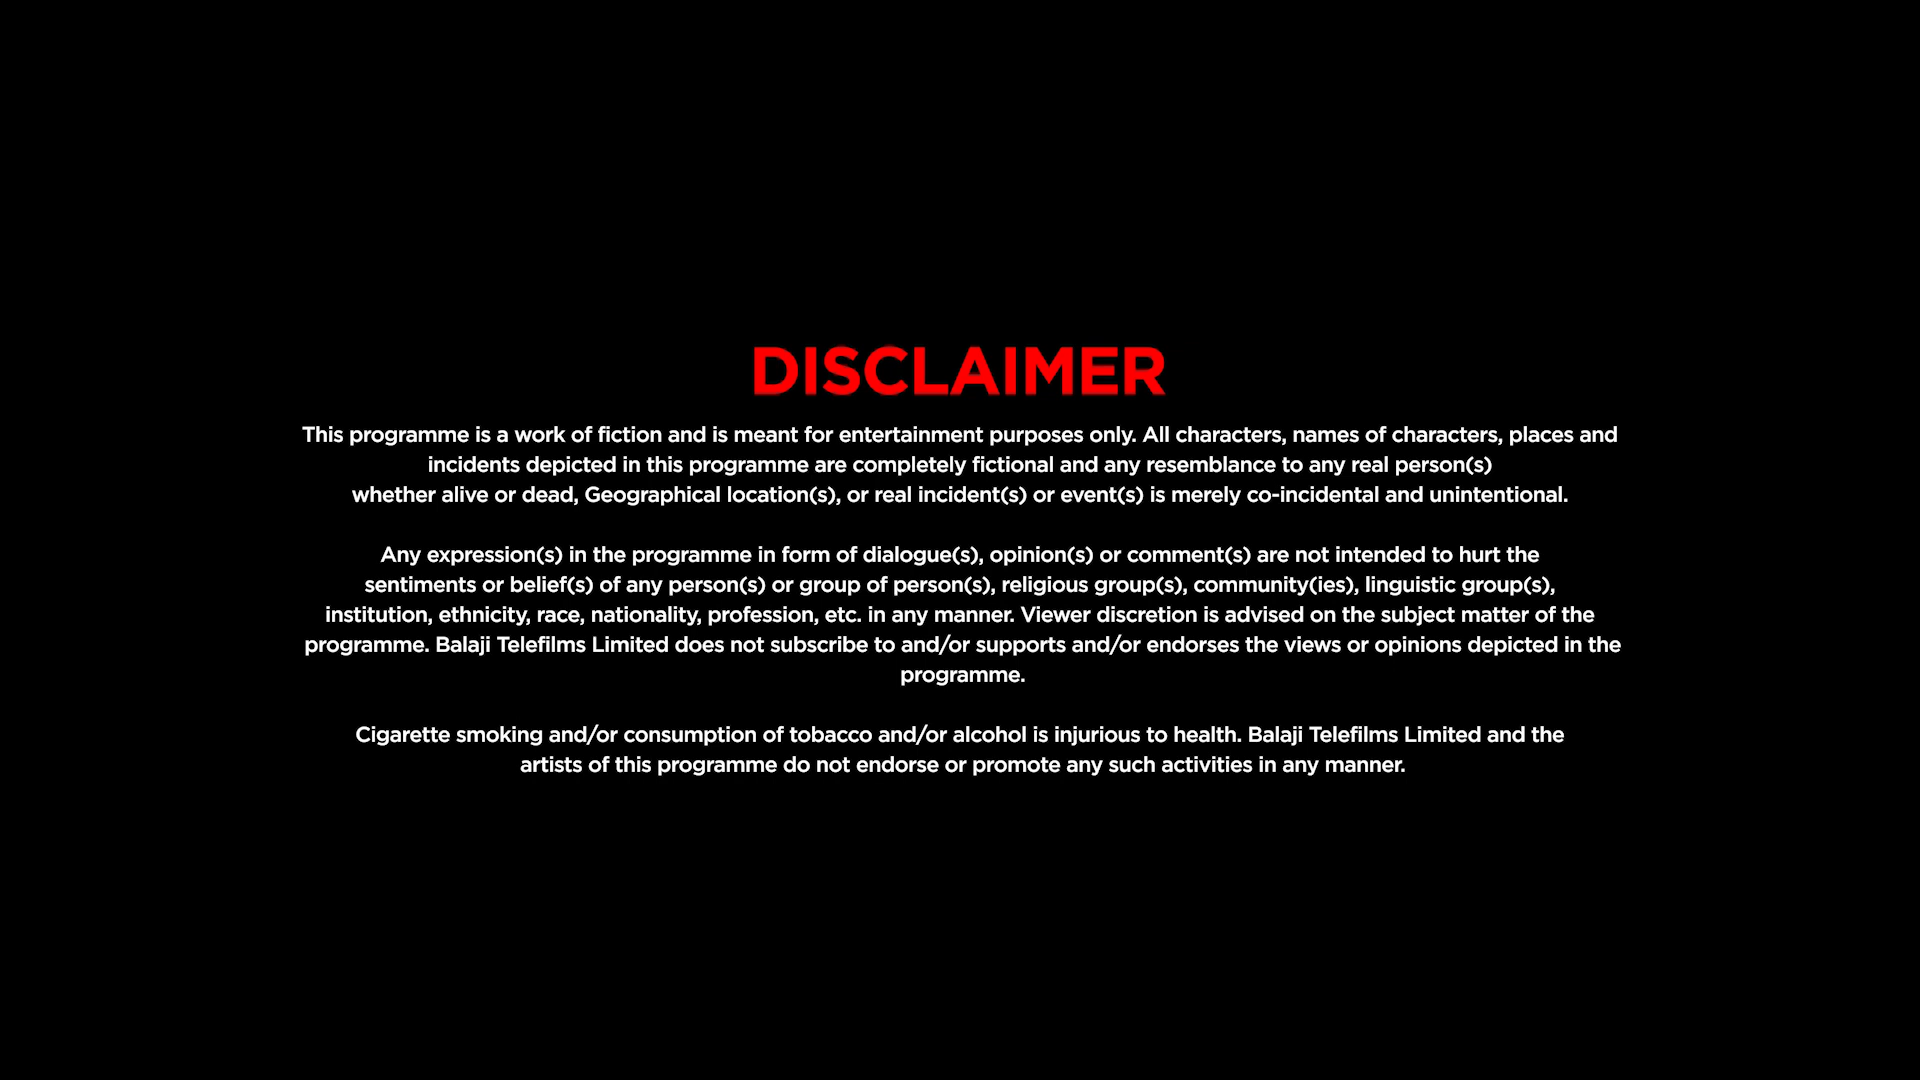 DISCLAIMER
This programme is a work of fiction and is meant for entertainment purposes only. All characters, names of characters, places and
incidents depicted in this programme are completely fictional and any resemblance to any real person(s)
whether alive or dead, Geographical location(s), or real incident(s) or event(s) is merely co-incidental and unintentional.
Any expression(s) in the programme in form of dialogue(s), opinion(s) or comment(s) are not intended to hurt the
sentiments or belief(s) of any person(s) or group of person(s), religious group(s), community(ies), linguistic group(s),
institution, ethnicity, race, nationality, profession, etc. in any manner. Viewer discretion is advised on the subject matter of the
programme. Balaji Telefilms Limited does not subscribe to and/or supports and/or endorses the views or opinions depicted in the
programme.
Cigarette smoking and/or consumption of tobacco and/or alcohol is injurious to health. Balaji Telefilms Limited and the
artists of this programme do not endorse or promote any such activities in any manner.